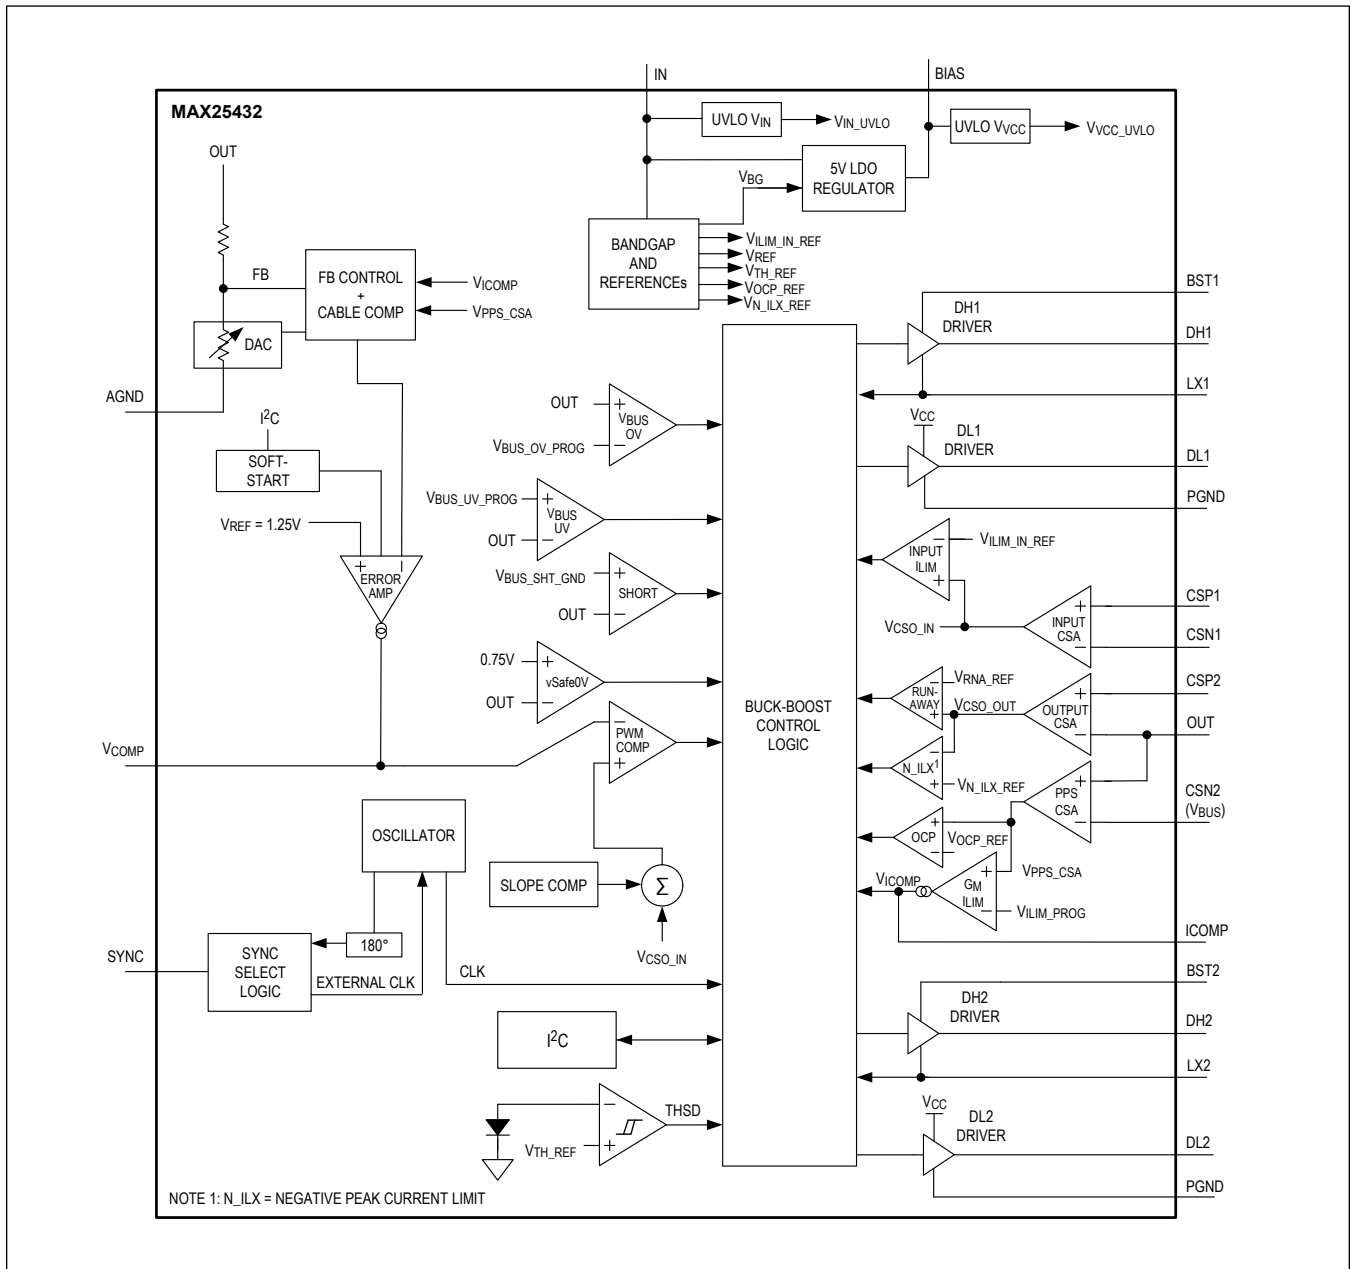 IN
BIAS
MAX25432
UVLO VIN
VIN_UVLO
UVLO VVCC
VVCC_UVLO
OUT
5V LDO
REGULATOR
VBG
BANDGAP
AND
REFERENCEs
VILIM_IN_REF
VREF
VTH_REF
VOCP_REF
VN_ILX_REF
FB
FB CONTROL
+
CABLE COMP
VICOMP
VPPS_CSA
DAC
AGND
I2C
SOFT-
START
VREF = 1.25V
+
–
ERROR
AMP
VCOMP
OUT
VBUS_OV_PROG
+
VBUS
OV
–
VBUS_UV_PROG
OUT
+
VBUS
UV
–
VBUS_SHT_GND
OUT
+
SHORT
–
0.75V
OUT
+
vSafe0V
–
–
PWM
COMP
+
OSCILLATOR
SLOPE COMP
Σ
VCSO_IN
SYNC
SYNC
SELECT
LOGIC
180°
EXTERNAL CLK
CLK
I2C
–
VTH_REF
+
THSD
BUCK-BOOST
CONTROL
LOGIC
BST1
DH1
DRIVER
DH1
LX1
VCC
DL1
DRIVER
DL1
PGND
–
INPUT
ILIM
+
VILIM_IN_REF
VCSO_IN
+
INPUT
CSA
–
CSP1
CSN1
–
RUN-
AWAY
+
VRNA_REF
VCSO_OUT
+
OUTPUT
CSA
–
CSP2
OUT
–
N_ILX1
+
VN_ILX_REF
+
PPS
CSA
–
CSN2
(VBUS)
+
OCP
–
VOCP_REF
VPPS_CSA
VICOMP
+
GM
ILIM
–
VILIM_PROG
ICOMP
BST2
DH2
DRIVER
DH2
LX2
VCC
DL2
DRIVER
DL2
PGND
NOTE 1: N_ILX = NEGATIVE PEAK CURRENT LIMIT